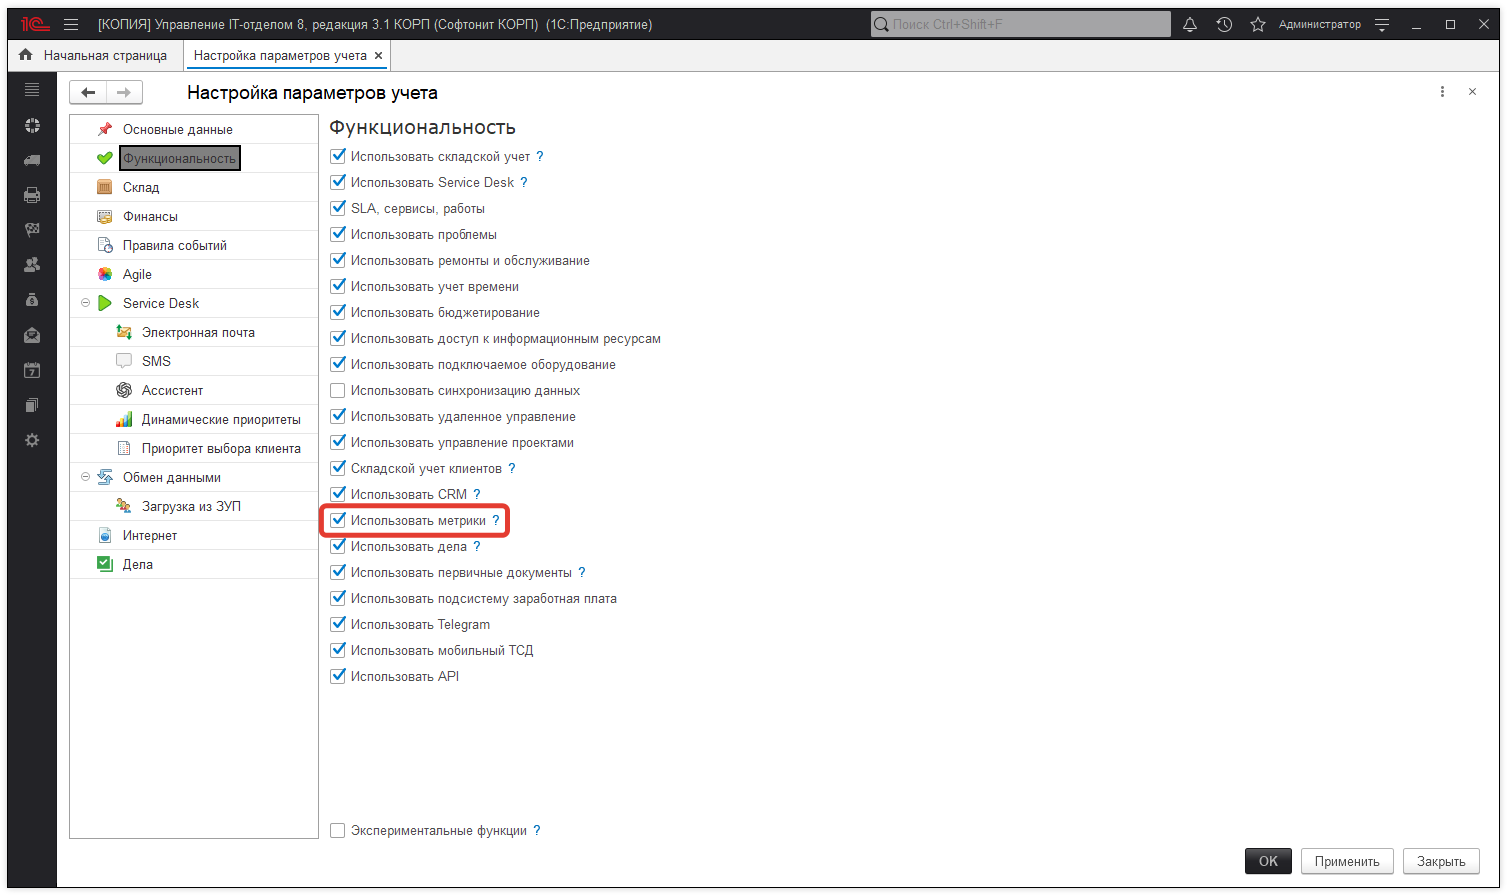 [КОПИЯ] Управление IT-отделом 8, редакция 3.1 КОРП (Софтонит КОРП) (1С:Предприятие)
Поиск Ctrl+Shift+F
Администратор
Начальная страница
Настройка параметров учета
Настройка параметров учета
Основные данные
Функциональность
Склад
Финансы
Правила событий
Agile
Service Desk
Электронная почта
SMS
Ассистент
Динамические приоритеты
Приоритет выбора клиента
Обмен данными
Загрузка из ЗУП
Интернет
Дела
Функциональность
Использовать складской учет ?
Использовать Service Desk ?
SLA, сервисы, работы
Использовать проблемы
Использовать ремонты и обслуживание
Использовать учет времени
Использовать бюджетирование
Использовать доступ к информационным ресурсам
Использовать подключаемое оборудование
Использовать синхронизацию данных
Использовать удаленное управление
Использовать управление проектами
Складской учет клиентов ?
Использовать CRM ?
Использовать метрики ?
Использовать дела ?
Использовать первичные документы ?
Использовать подсистему заработная плата
Использовать Telegram
Использовать мобильный ТСД
Использовать API
Экспериментальные функции ?
OK
Применить
Закрыть